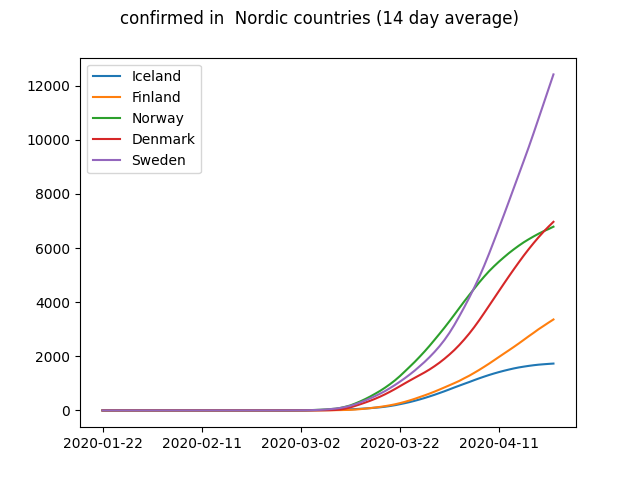 confirmed in  Nordic countries (14 day average)
Iceland
Finland
Norway
Denmark
Sweden
12000
10000
8000
6000
4000
2000
0
2020-01-22 2020-02-11 2020-03-02 2020-03-22 2020-04-11